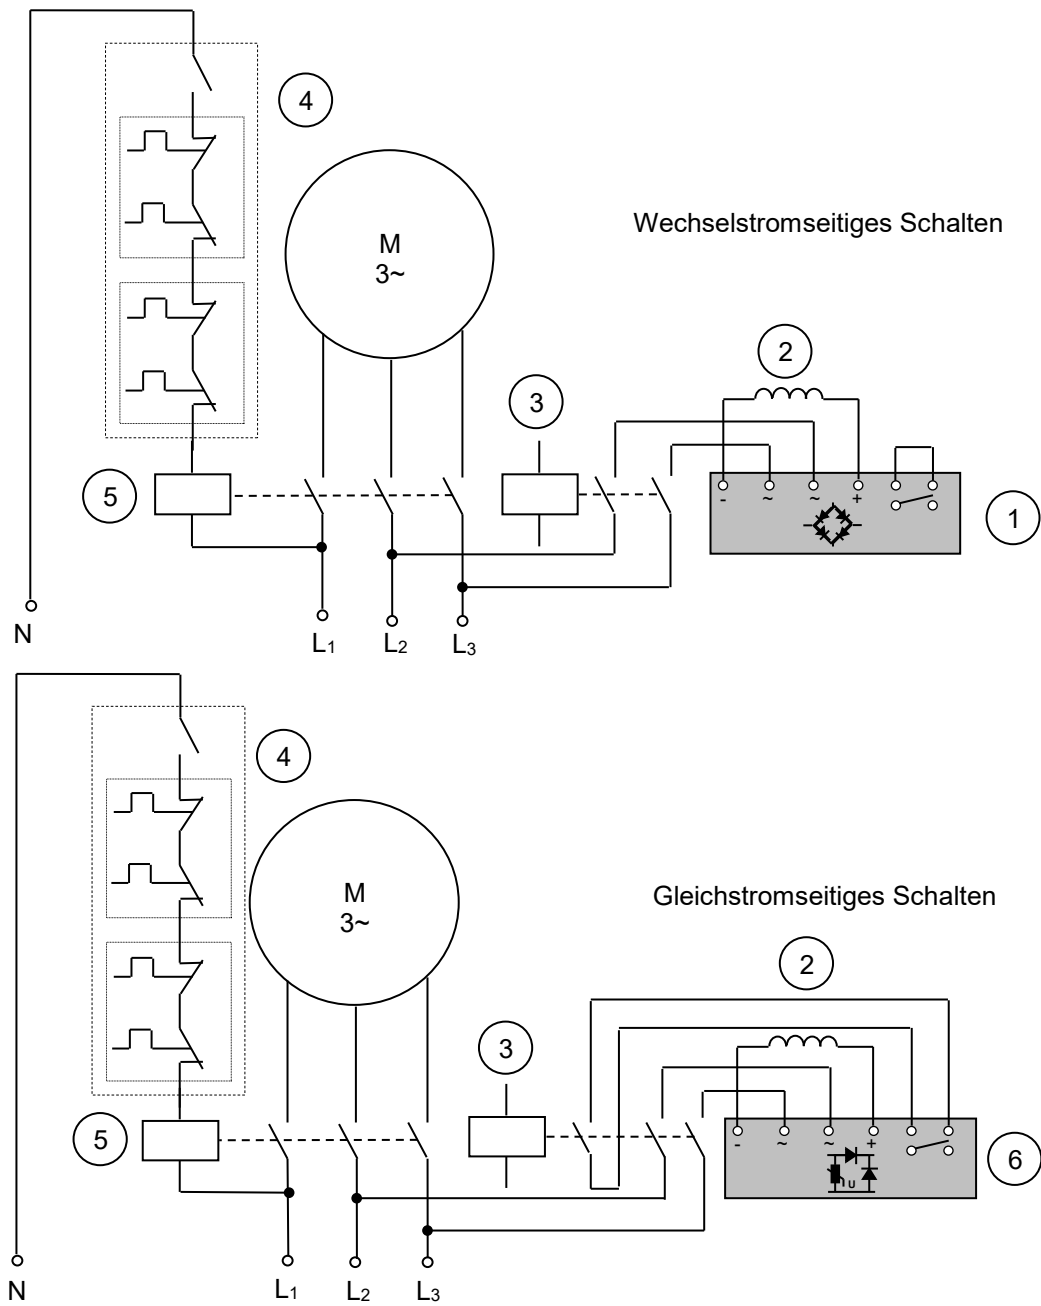 4
M
3~
Wechselstromseitiges Schalten
2
3
5
- ~ ~ +
1
N
L1 L2 L3
4
M
3~
Gleichstromseitiges Schalten
2
3
5
- ~ ~ +
U
6
N
L1 L2 L3